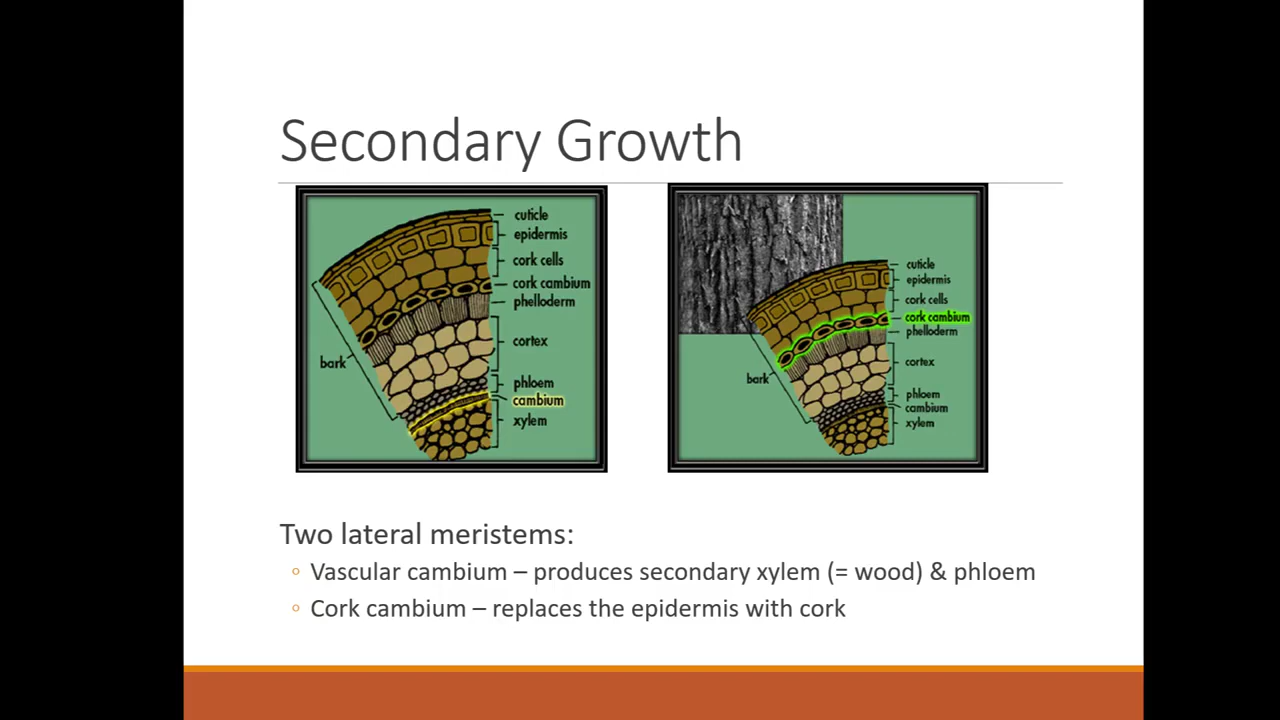 Secondary Growth
cuticle
epidermis
cork cells
cork cambium
phelloderm
cortex
bark
phloem
cambium
xylem
cuticle
epidermis
cork cells
cork cambium
phelloderm
cortex
bark
phloem
cambium
xylem
Two lateral meristems:
Vascular cambium – produces secondary xylem (= wood) & phloem
Cork cambium – replaces the epidermis with cork